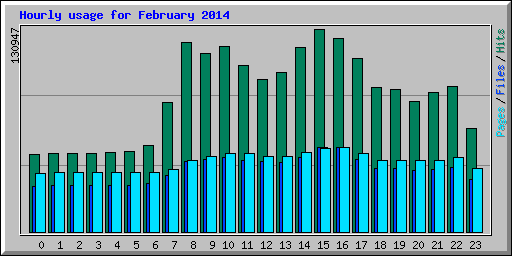 Hourly usage for February 2014
130947
Pages / Files / Hits
0 1 2 3 4 5 6 7 8 9 10 11 12 13 14 15 16 17 18 19 20 21 22 23